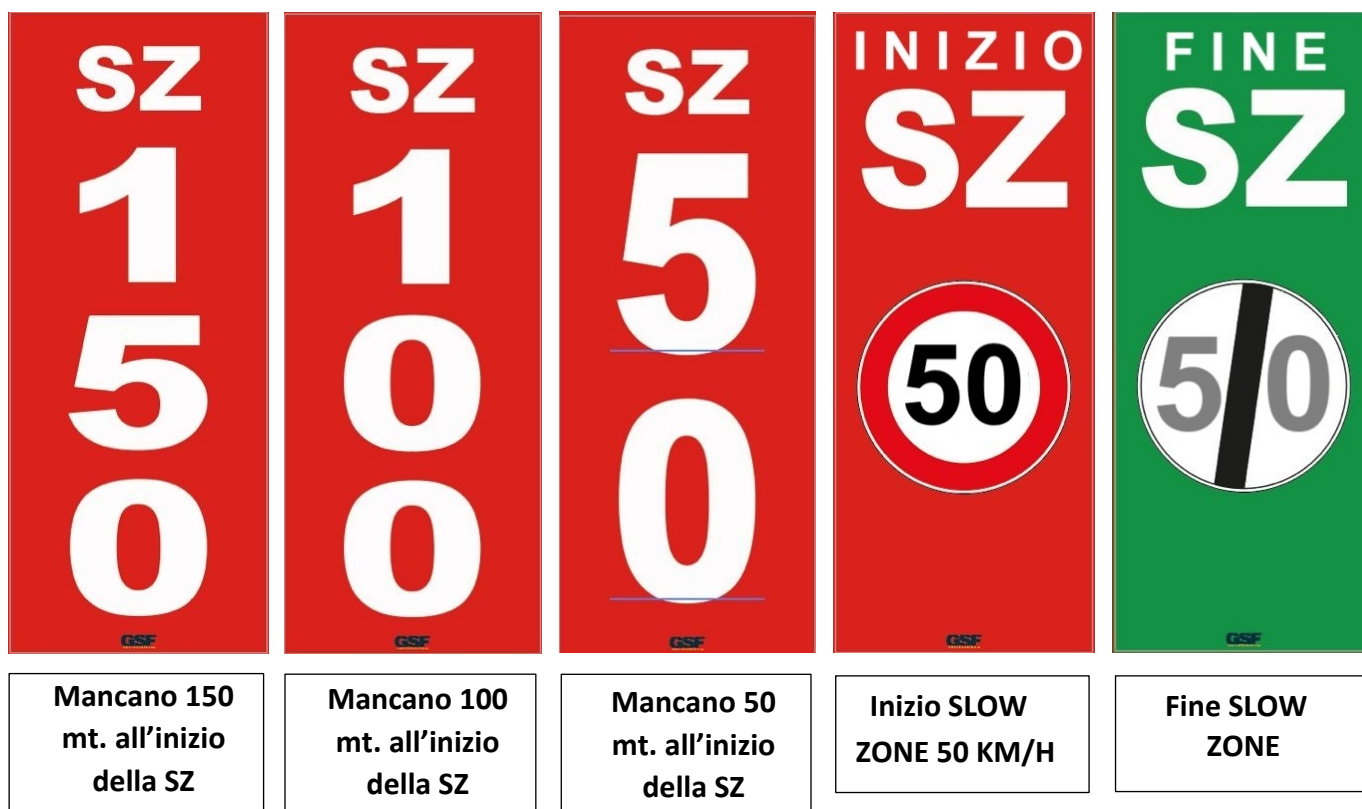 SZ
1
5
0
GSF
Mancano 150
mt. all’inizio
della SZ
SZ
1
0
0
GSF
Mancano 100
mt. all’inizio
della SZ
SZ
5
0
GSF
Mancano 50
mt. all’inizio
della SZ
INIZIO
SZ
50
GSF
Inizio SLOW
ZONE 50 KM/H
FINE
SZ
50
GSF
Fine SLOW
ZONE